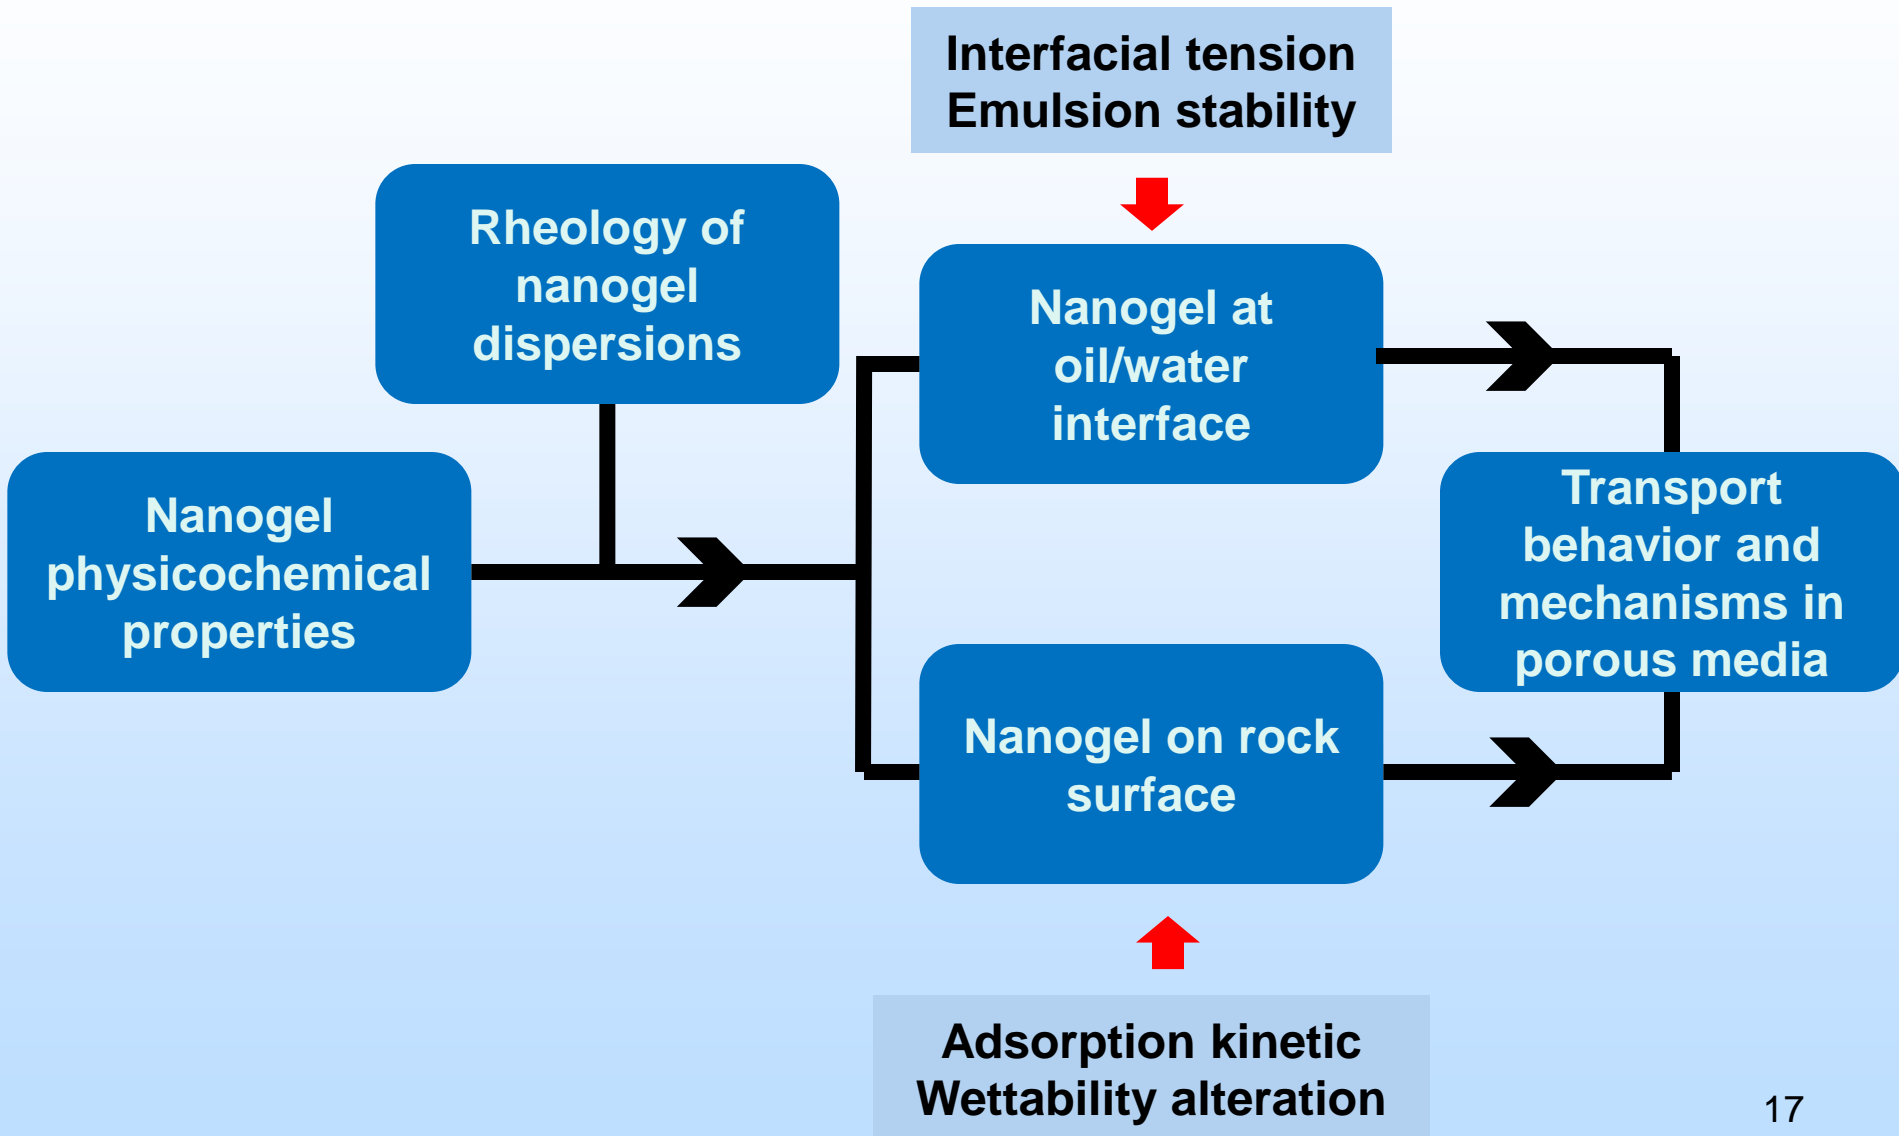 Interfacial tension
Emulsion stability
Rheology of
nanogel
dispersions
Nanogel at
oil/water
interface
Nanogel
physicochemical
properties
Transport
behavior and
mechanisms in
porous media
Nanogel on rock
surface
Adsorption kinetic
Wettability alteration
17